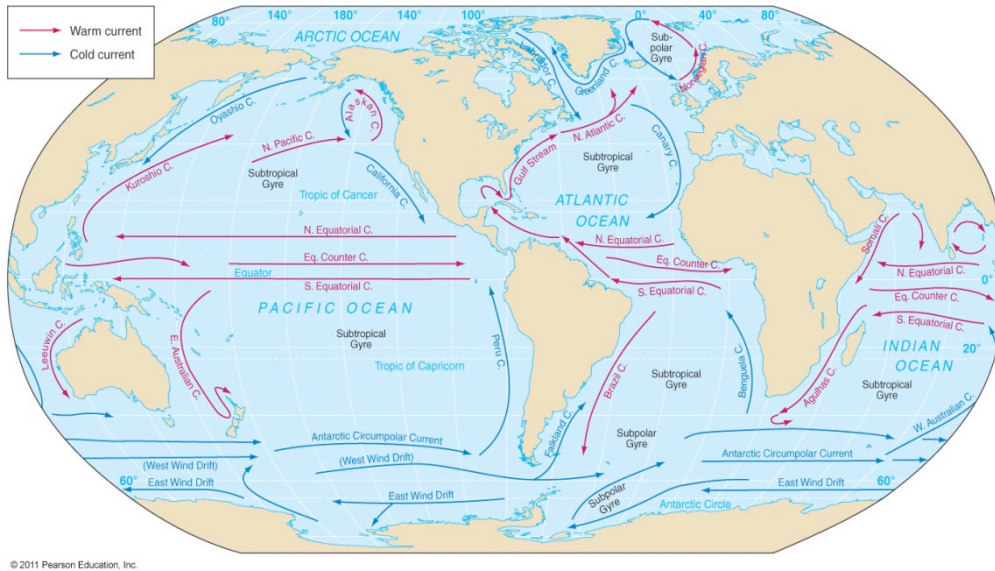 Warm current
Cold current
20°
180°
140°
100°
60°
20°
0°
20°
40°
80°
ARCTIC OCEAN
Sub-
polar
Gyre
Labrador C.
Greenland C.
Norwegian C.
Oyashio C.
Alaskan C.
N. Pacific C.
Kuroshio C.
Subtropical
Gyre
California C.
Tropic of Cancer
Gulf Stream
N. Atlantic C.
Subtropical
Gyre
Canary C.
ATLANTIC
OCEAN
Somali C.
N. Equatorial C.
N. Equatorial C.
N. Equatorial C.
Eq. Counter C.
Eq. Counter C.
Eq. Counter C.
Equator
0°
S. Equatorial C.
S. Equatorial C.
S. Equatorial C.
PACIFIC OCEAN
INDIAN
OCEAN
20°
Leeuwin C.
E. Australian C.
Subtropical
Gyre
Peru C.
Tropic of Capricorn
Brazil C.
Subtropical
Gyre
Benguela C.
Agulhas C.
Subtropical
Gyre
W. Australian C.
Falkland C.
Subpolar
Gyre
Antarctic Circumpolar Current
Antarctic Circumpolar Current
(West Wind Drift)
(West Wind Drift)
60°
East Wind Drift
East Wind Drift
East Wind Drift
60°
Subpolar
Gyre
Antarctic Circle
© 2011 Pearson Education, Inc.